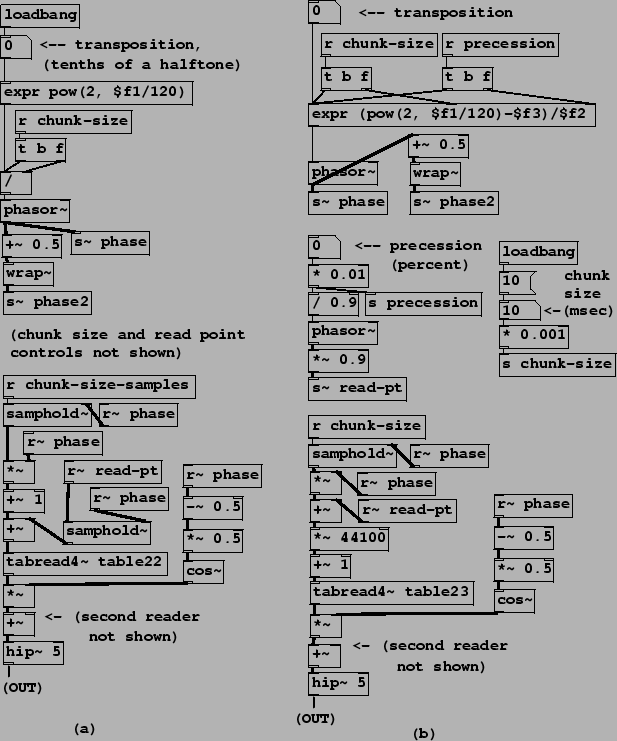 loadbang
0 <-- transposition,
(tenths of a halftone)
expr pow(2, $f1/120)
r chunk-size
t b f
/
phasor~
+~ 0.5 s~ phase
wrap~
s~ phase2
(chunk size and read point
controls not shown)
r chunk-size-samples
samphold~ r~ phase
r~ phase
*~ r~ read-pt r~ phase
+~ 1 r~ phase -~ 0.5
+~ samphold~ *~ 0.5
tabread4~ table22 cos~
*~
+~ <- (second reader
not shown)
hip~ 5
(OUT)
(a)
0 <-- transposition
r chunk-size r precession
t b f t b f
expr (pow(2, $f1/120)-$f3)/$f2
+~ 0.5
phasor~ wrap~
s~ phase s~ phase2
0 <-- precession
(percent)
* 0.01
/ 0.9 s precession
phasor~
*~ 0.9
s~ read-pt
loadbang
10 chunk
size
10 <-(msec)
* 0.001
s chunk-size
r chunk-size
samphold~ r~ phase
*~ r~ phase
+~ r~ read-pt r~ phase
*~ 44100 -~ 0.5
+~ 1 *~ 0.5
tabread4~ table23 cos~
*~
+~ <- (second reader
not shown)
hip~ 5
(OUT)
(b)